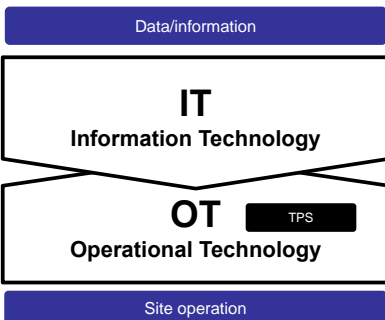 Data/information
IT
Information Technology
OT
TPS
Operational Technology
Site operation